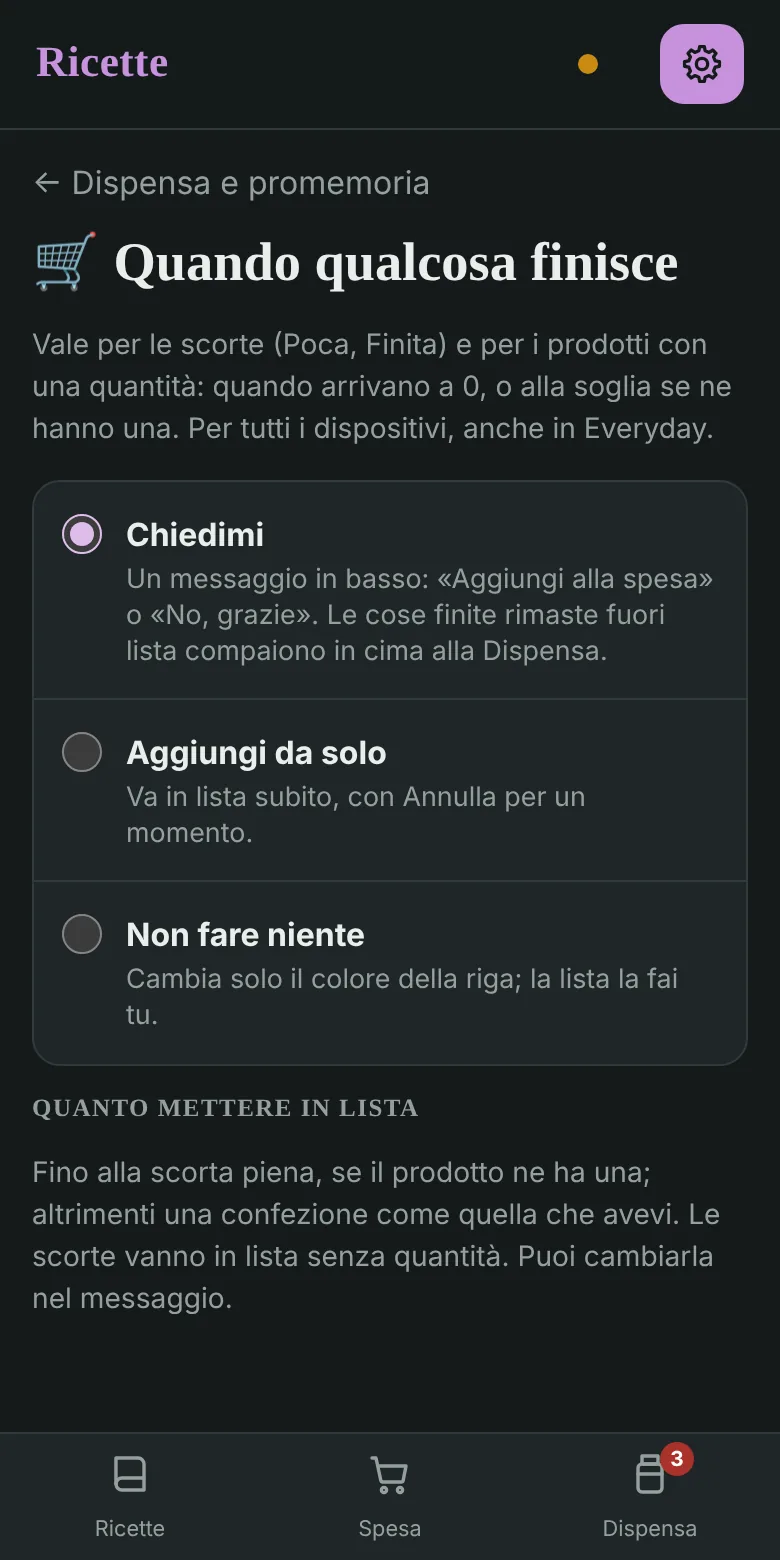 Ricette
← Dispensa e promemoria
🛒 Quando qualcosa finisce
Vale per le scorte (Poca, Finita) e per i prodotti con
una quantità: quando arrivano a 0, o alla soglia se ne
hanno una. Per tutti i dispositivi, anche in Everyday.
Chiedimi
Un messaggio in basso: «Aggiungi alla spesa»
o «No, grazie». Le cose finite rimaste fuori
lista compaiono in cima alla Dispensa.
Aggiungi da solo
Va in lista subito, con Annulla per un
momento.
Non fare niente
Cambia solo il colore della riga; la lista la fai
tu.
QUANTO METTERE IN LISTA
Fino alla scorta piena, se il prodotto ne ha una;
altrimenti una confezione come quella che avevi. Le
scorte vanno in lista senza quantità. Puoi cambiarla
nel messaggio.
3
Ricette
Spesa
Dispensa